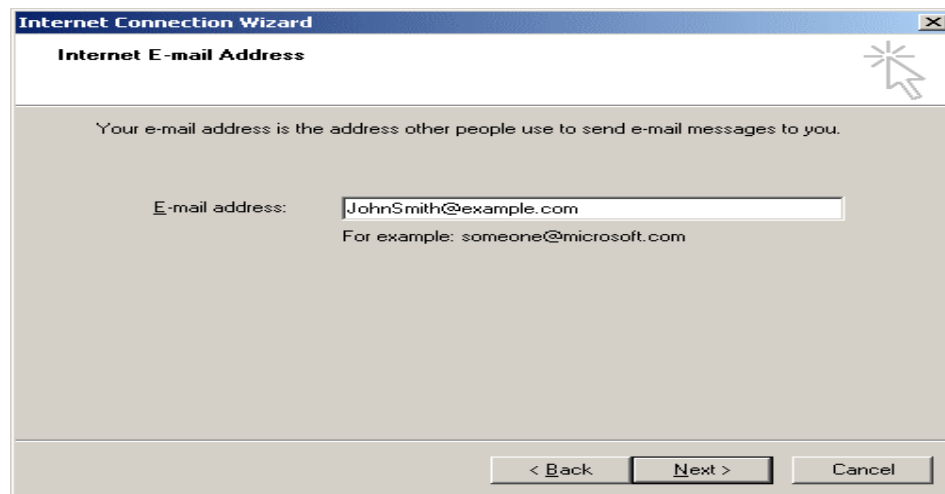 Internet Connection Wizard
Internet E-mail Address
Your e-mail address is the address other people use to send e-mail messages to you.
E-mail address: JohnSmith@example.com
For example: someone@microsoft.com
< Back Next > Cancel